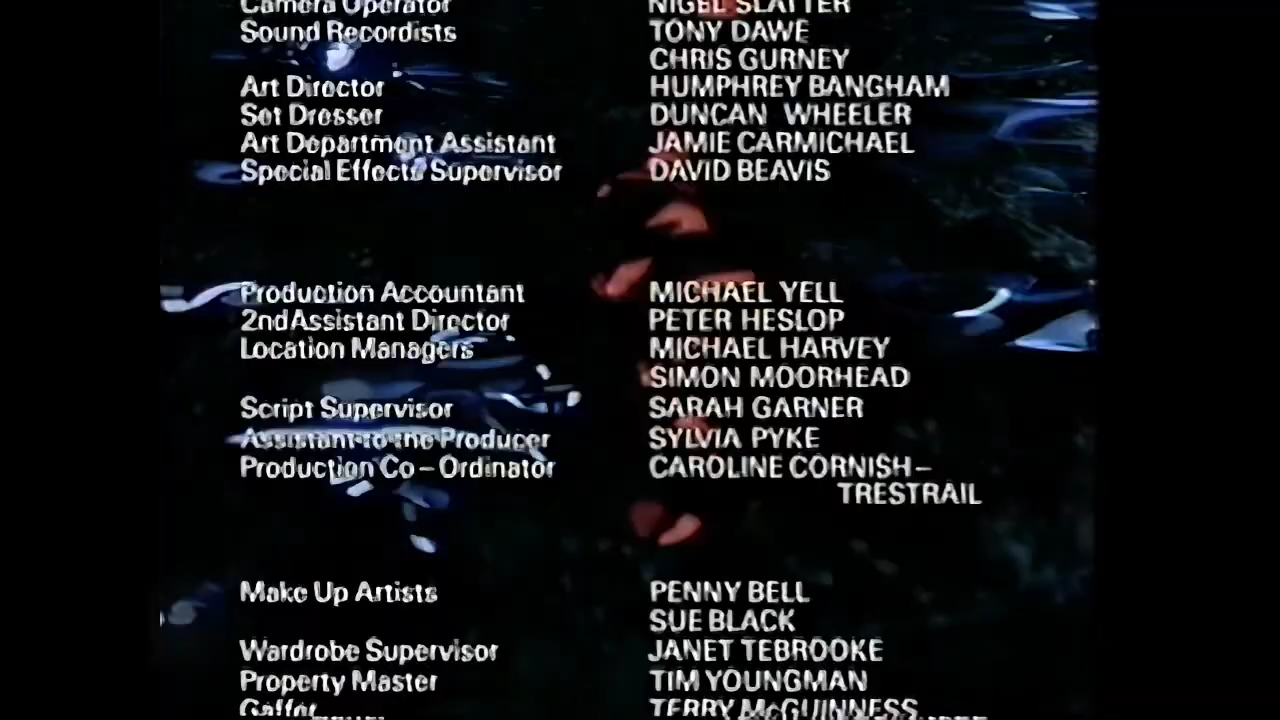 Camera Operator NIGEL SLATTER
Sound Recordists TONY DAWE
CHRIS GURNEY
Art Director HUMPHREY BANGHAM
Set Dresser DUNCAN WHEELER
Art Department Assistant JAMIE CARMICHAEL
Special Effects Supervisor DAVID BEAVIS
Production Accountant MICHAEL YELL
2nd Assistant Director PETER HESLOP
Location Managers MICHAEL HARVEY
SIMON MOORHEAD
Script Supervisor SARAH GARNER
Assistant to the Producer SYLVIA PYKE
Production Co-Ordinator CAROLINE CORNISH-
TRESTRAIL
Make Up Artists PENNY BELL
SUE BLACK
Wardrobe Supervisor JANET TEBROOKE
Property Master TIM YOUNGMAN
Gaffer TERRY McGUINNESS